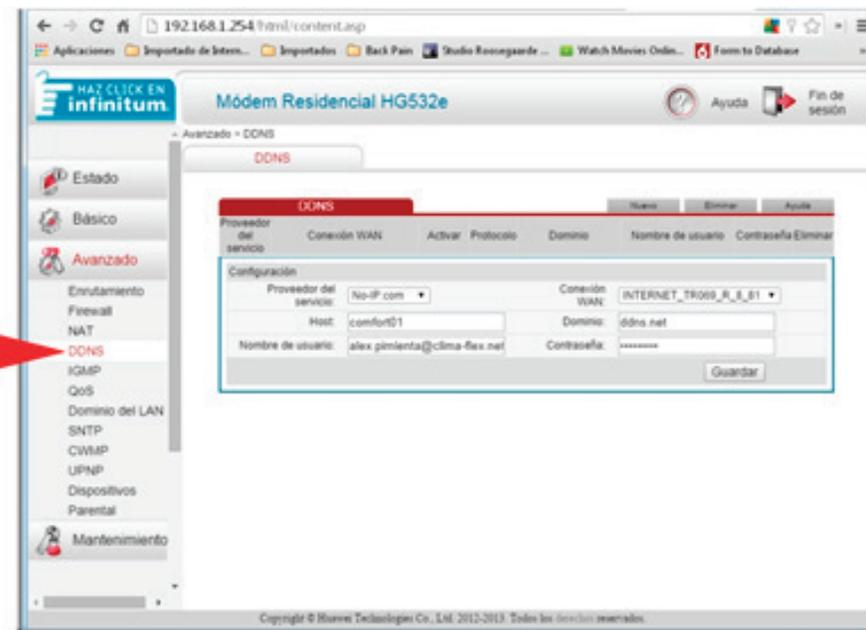 192.168.1.254/html/content.asp
Aplicaciones Importado de Intern... Importados Back Pain Studio Roosegaarde ... Watch Movies Onlin... Form to Database
HAZ CLICK EN
infinitum
Módem Residencial HG532e
Ayuda
Fin de
sesión
Avanzado > DDNS
DDNS
Estado
Básico
Avanzado
Enrutamiento
Firewall
NAT
DDNS
IGMP
QoS
Dominio del LAN
SNTP
CWMP
UPNP
Dispositivos
Parental
Mantenimiento
DDNS
Nuevo Eliminar Ayuda
Proveedor del servicio Conexión WAN Activar Protocolo Dominio Nombre de usuario Contraseña Eliminar
Configuración
Proveedor del servicio: No-IP.com Conexión WAN: INTERNET_TR069_R_8_81
Host: comfort01 Dominio: ddns.net
Nombre de usuario: alex.pimienta@clima-flex.net Contraseña: •••••••••
Guardar
Copyright © Huawei Technologies Co., Ltd. 2012-2013. Todos los derechos reservados.